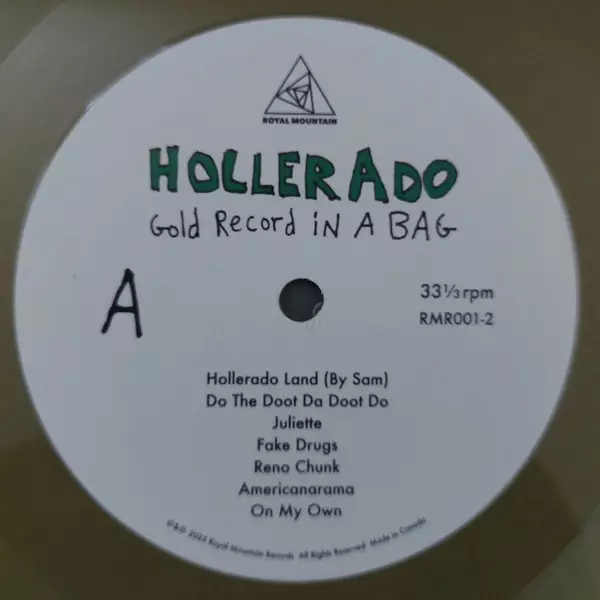 ROYAL MOUNTAIN
HOLLERADO
Gold Record iN A BAG
A
33 1/3 rpm
RMR001-2
Hollerado Land (By Sam)
Do The Doot Da Doot Do
Juliette
Fake Drugs
Reno Chunk
Americanarama
On My Own
℗&© 2023 Royal Mountain Records. All Rights Reserved. Made in Canada